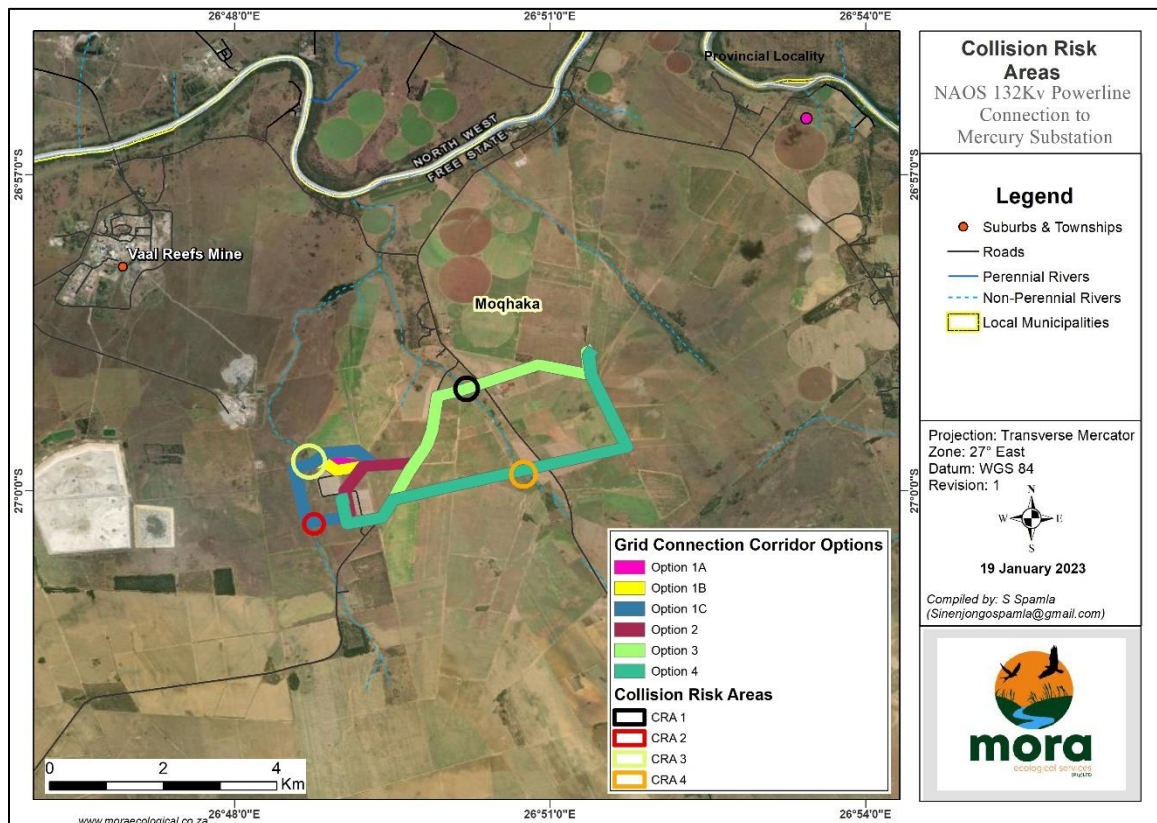 26°48'0"E
26°51'0"E
26°54'0"E
Provincial Locality
NORTH WEST
FREE STATE
26°57'0"S
26°57'0"S
Vaal Reefs Mine
Moqhaka
27°0'0"S
27°0'0"S
Grid Connection Corridor Options
Option 1A
Option 1B
Option 1C
Option 2
Option 3
Option 4
Collision Risk Areas
CRA 1
CRA 2
CRA 3
CRA 4
0 2 4
Km
www.moraecological.co.za
26°48'0"E
26°51'0"E
26°54'0"E
Collision Risk
Areas
NAOS 132Kv Powerline
Connection to
Mercury Substation
Legend
Suburbs & Townships
Roads
Perennial Rivers
Non-Perennial Rivers
Local Municipalities
Projection: Transverse Mercator
Zone: 27° East
Datum: WGS 84
Revision: 1
N
W E
S
19 January 2023
Compiled by: S Spamla
(Sinenjongospamla@gmail.com)
mora
ecological services
(Pty)LTD